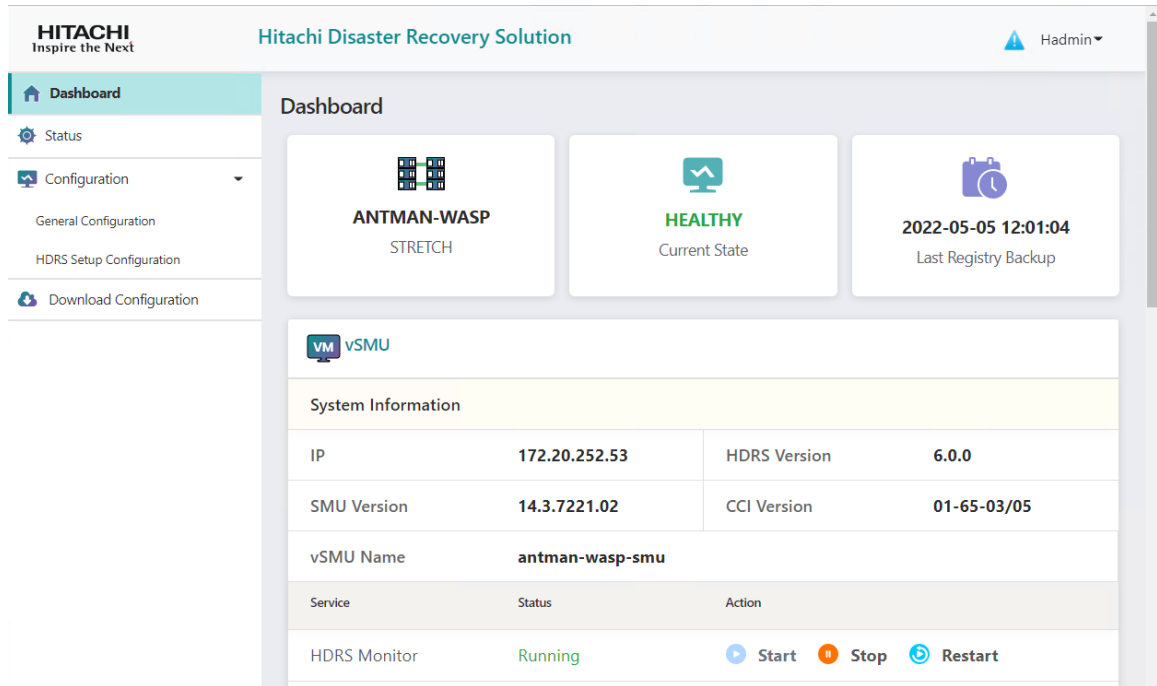 HITACHI
Inspire the Next
Hitachi Disaster Recovery Solution
Hadmin
Dashboard
Status
Configuration
General Configuration
HDRS Setup Configuration
Download Configuration
Dashboard
ANTMAN-WASP
STRETCH
HEALTHY
Current State
2022-05-05 12:01:04
Last Registry Backup
VM vSMU
System Information
IP 172.20.252.53 HDRS Version 6.0.0
SMU Version 14.3.7221.02 CCI Version 01-65-03/05
vSMU Name antman-wasp-smu
Service Status Action
HDRS Monitor Running Start Stop Restart